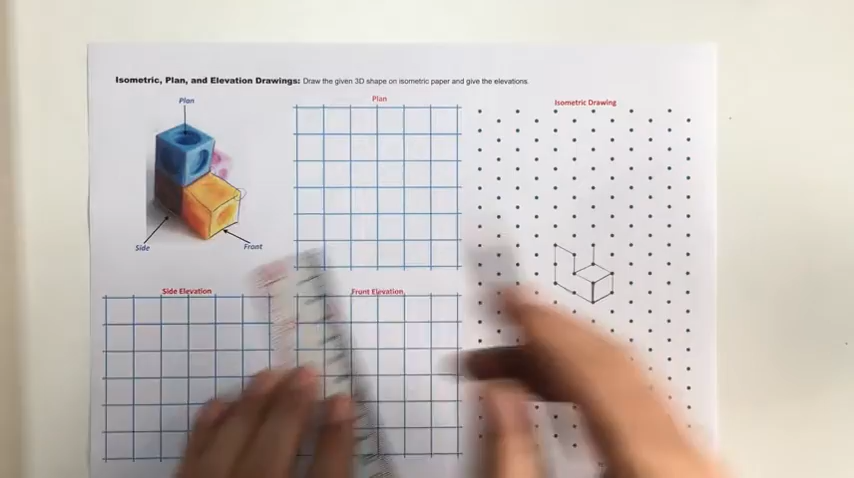 Isometric, Plan, and Elevation Drawings: Draw the given 3D shape on isometric paper and give the elevations.
Plan
Plan
Isometric Drawing
Side
Front
Side Elevation
Front Elevation